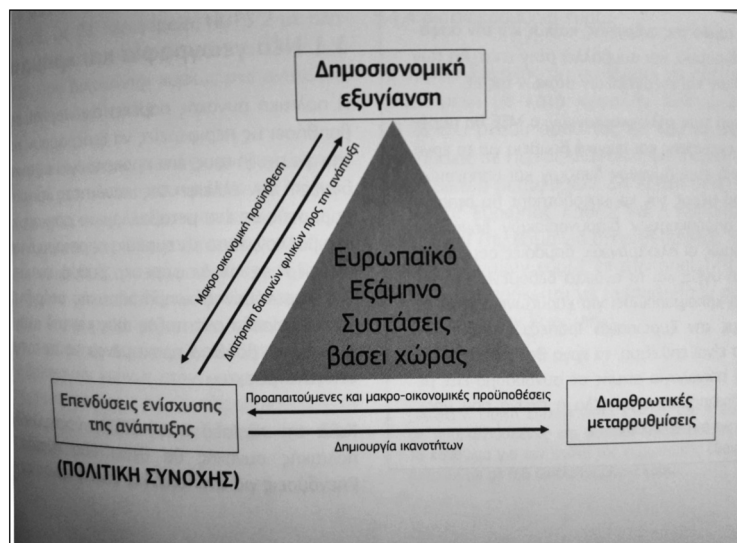 Δημοσιονομική
εξυγίανση
Μακρο-οικονομική προϋπόθεση
Διατήρηση δαπανών φιλικών προς την ανάπτυξη
Ευρωπαϊκό
Εξάμηνο
Συστάσεις
βάσει χώρας
Επενδύσεις ενίσχυσης
της ανάπτυξης
Προαπαιτούμενες και μακρο-οικονομικές προϋποθέσεις
Δημιουργία ικανοτήτων
Διαρθρωτικές
μεταρρυθμίσεις
(ΠΟΛΙΤΙΚΗ ΣΥΝΟΧΗΣ)